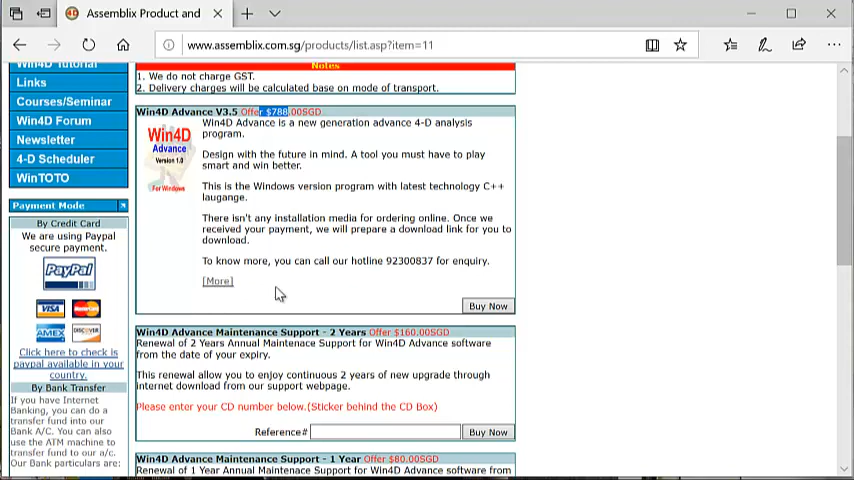 Assemblix Product and
www.assemblix.com.sg/products/list.asp?item=11
Win4D Tutorial
Links
Courses/Seminar
Win4D Forum
Newsletter
4-D Scheduler
WinTOTO
Payment Mode
By Credit Card
We are using Paypal
secure payment.
PayPal
VISA
MasterCard
AMEX
DISCOVER
Click here to check is
paypal available in your
country.
By Bank Transfer
If you have Internet
Banking, you can do a
transfer fund into our
Bank A/C. You can also
use the ATM machine to
transfer fund to our a/c.
Our Bank particulars are:
Notes
1. We do not charge GST.
2. Delivery charges will be calculated base on mode of transport.
Win4D Advance V3.5 Offer $788.00SGD
Win4D
Advance
Version 1.0
For Windows
Win4D Advance is a new generation advance 4-D analysis
program.
Design with the future in mind. A tool you must have to play
smart and win better.
This is the Windows version program with latest technology C++
laugange.
There isn't any installation media for ordering online. Once we
received your payment, we will prepare a download link for you to
download.
To know more, you can call our hotline 92300837 for enquiry.
[More]
Buy Now
Win4D Advance Maintenance Support - 2 Years Offer $160.00SGD
Renewal of 2 Years Annual Maintenace Support for Win4D Advance software
from the date of your expiry.
This renewal allow you to enjoy continuous 2 years of new upgrade through
internet download from our support webpage.
Please enter your CD number below.(Sticker behind the CD Box)
Reference#
Buy Now
Win4D Advance Maintenance Support - 1 Year Offer $80.00SGD
Renewal of 1 Year Annual Maintenace Support for Win4D Advance software from